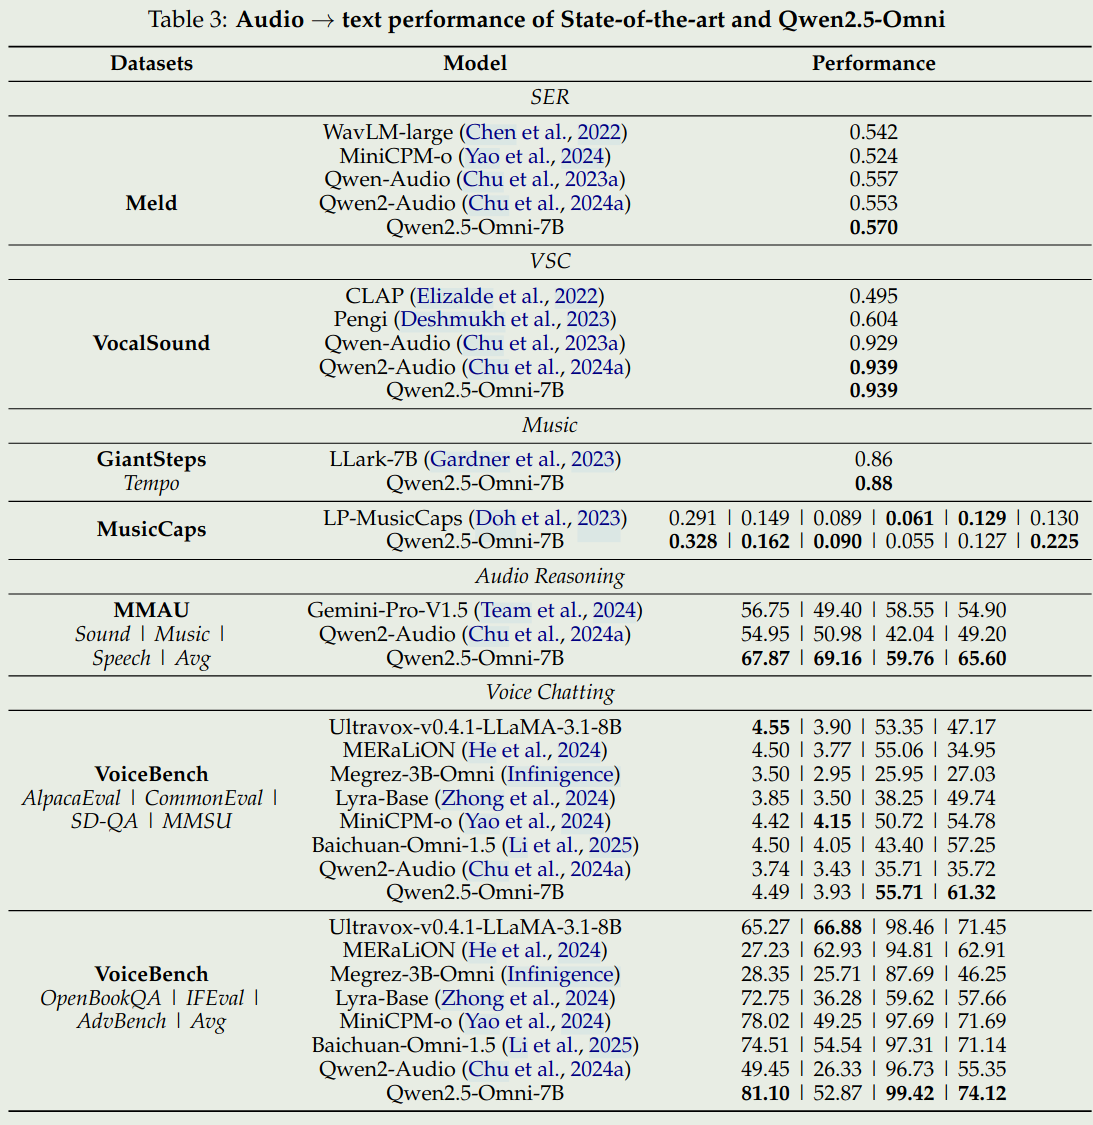 Table 3: Audio → text performance of State-of-the-art and Qwen2.5-Omni
Datasets Model Performance
SER
Meld
WavLM-large (Chen et al., 2022) 0.542
MiniCPM-o (Yao et al., 2024) 0.524
Qwen-Audio (Chu et al., 2023a) 0.557
Qwen2-Audio (Chu et al., 2024a) 0.553
Qwen2.5-Omni-7B 0.570
VSC
VocalSound
CLAP (Elizalde et al., 2022) 0.495
Pengi (Deshmukh et al., 2023) 0.604
Qwen-Audio (Chu et al., 2023a) 0.929
Qwen2-Audio (Chu et al., 2024a) 0.939
Qwen2.5-Omni-7B 0.939
Music
GiantSteps LLark-7B (Gardner et al., 2023) 0.86
Tempo Qwen2.5-Omni-7B 0.88
MusicCaps
LP-MusicCaps (Doh et al., 2023) 0.291 | 0.149 | 0.089 | 0.061 | 0.129 | 0.130
Qwen2.5-Omni-7B 0.328 | 0.162 | 0.090 | 0.055 | 0.127 | 0.225
Audio Reasoning
MMAU Gemini-Pro-V1.5 (Team et al., 2024) 56.75 | 49.40 | 58.55 | 54.90
Sound | Music | Qwen2-Audio (Chu et al., 2024a) 54.95 | 50.98 | 42.04 | 49.20
Speech | Avg Qwen2.5-Omni-7B 67.87 | 69.16 | 59.76 | 65.60
Voice Chatting
Ultravox-v0.4.1-LLaMA-3.1-8B 4.55 | 3.90 | 53.35 | 47.17
MERaLiON (He et al., 2024) 4.50 | 3.77 | 55.06 | 34.95
VoiceBench Megrez-3B-Omni (Infinigence) 3.50 | 2.95 | 25.95 | 27.03
AlpacaEval | CommonEval | Lyra-Base (Zhong et al., 2024) 3.85 | 3.50 | 38.25 | 49.74
SD-QA | MMSU MiniCPM-o (Yao et al., 2024) 4.42 | 4.15 | 50.72 | 54.78
Baichuan-Omni-1.5 (Li et al., 2025) 4.50 | 4.05 | 43.40 | 57.25
Qwen2-Audio (Chu et al., 2024a) 3.74 | 3.43 | 35.71 | 35.72
Qwen2.5-Omni-7B 4.49 | 3.93 | 55.71 | 61.32
Ultravox-v0.4.1-LLaMA-3.1-8B 65.27 | 66.88 | 98.46 | 71.45
MERaLiON (He et al., 2024) 27.23 | 62.93 | 94.81 | 62.91
VoiceBench Megrez-3B-Omni (Infinigence) 28.35 | 25.71 | 87.69 | 46.25
OpenBookQA | IFEval | Lyra-Base (Zhong et al., 2024) 72.75 | 36.28 | 59.62 | 57.66
AdvBench | Avg MiniCPM-o (Yao et al., 2024) 78.02 | 49.25 | 97.69 | 71.69
Baichuan-Omni-1.5 (Li et al., 2025) 74.51 | 54.54 | 97.31 | 71.14
Qwen2-Audio (Chu et al., 2024a) 49.45 | 26.33 | 96.73 | 55.35
Qwen2.5-Omni-7B 81.10 | 52.87 | 99.42 | 74.12